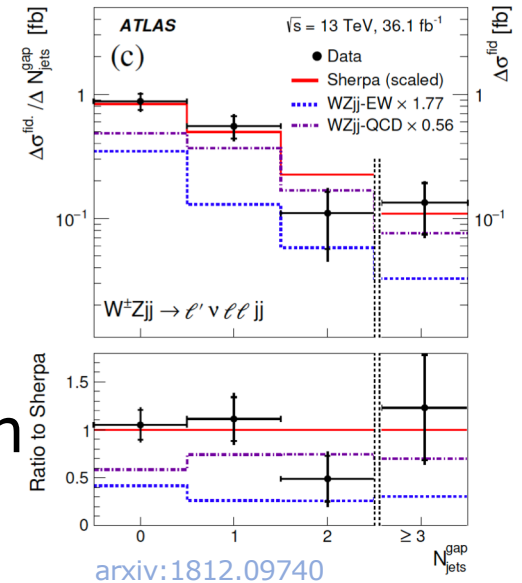 ATLAS
√s = 13 TeV, 36.1 fb⁻¹
(c)
Data
Sherpa (scaled)
WZjj-EW × 1.77
WZjj-QCD × 0.56
Δσ^fid. / Δ N_jets^gap [fb]
Δσ^fid [fb]
1
10⁻¹
1
10⁻¹
W±Zjj → ℓ′ ν ℓℓ jj
Ratio to Sherpa
1.5
1
0.5
0
0 1 2 ≥ 3
N_jets^gap
n
arxiv:1812.09740